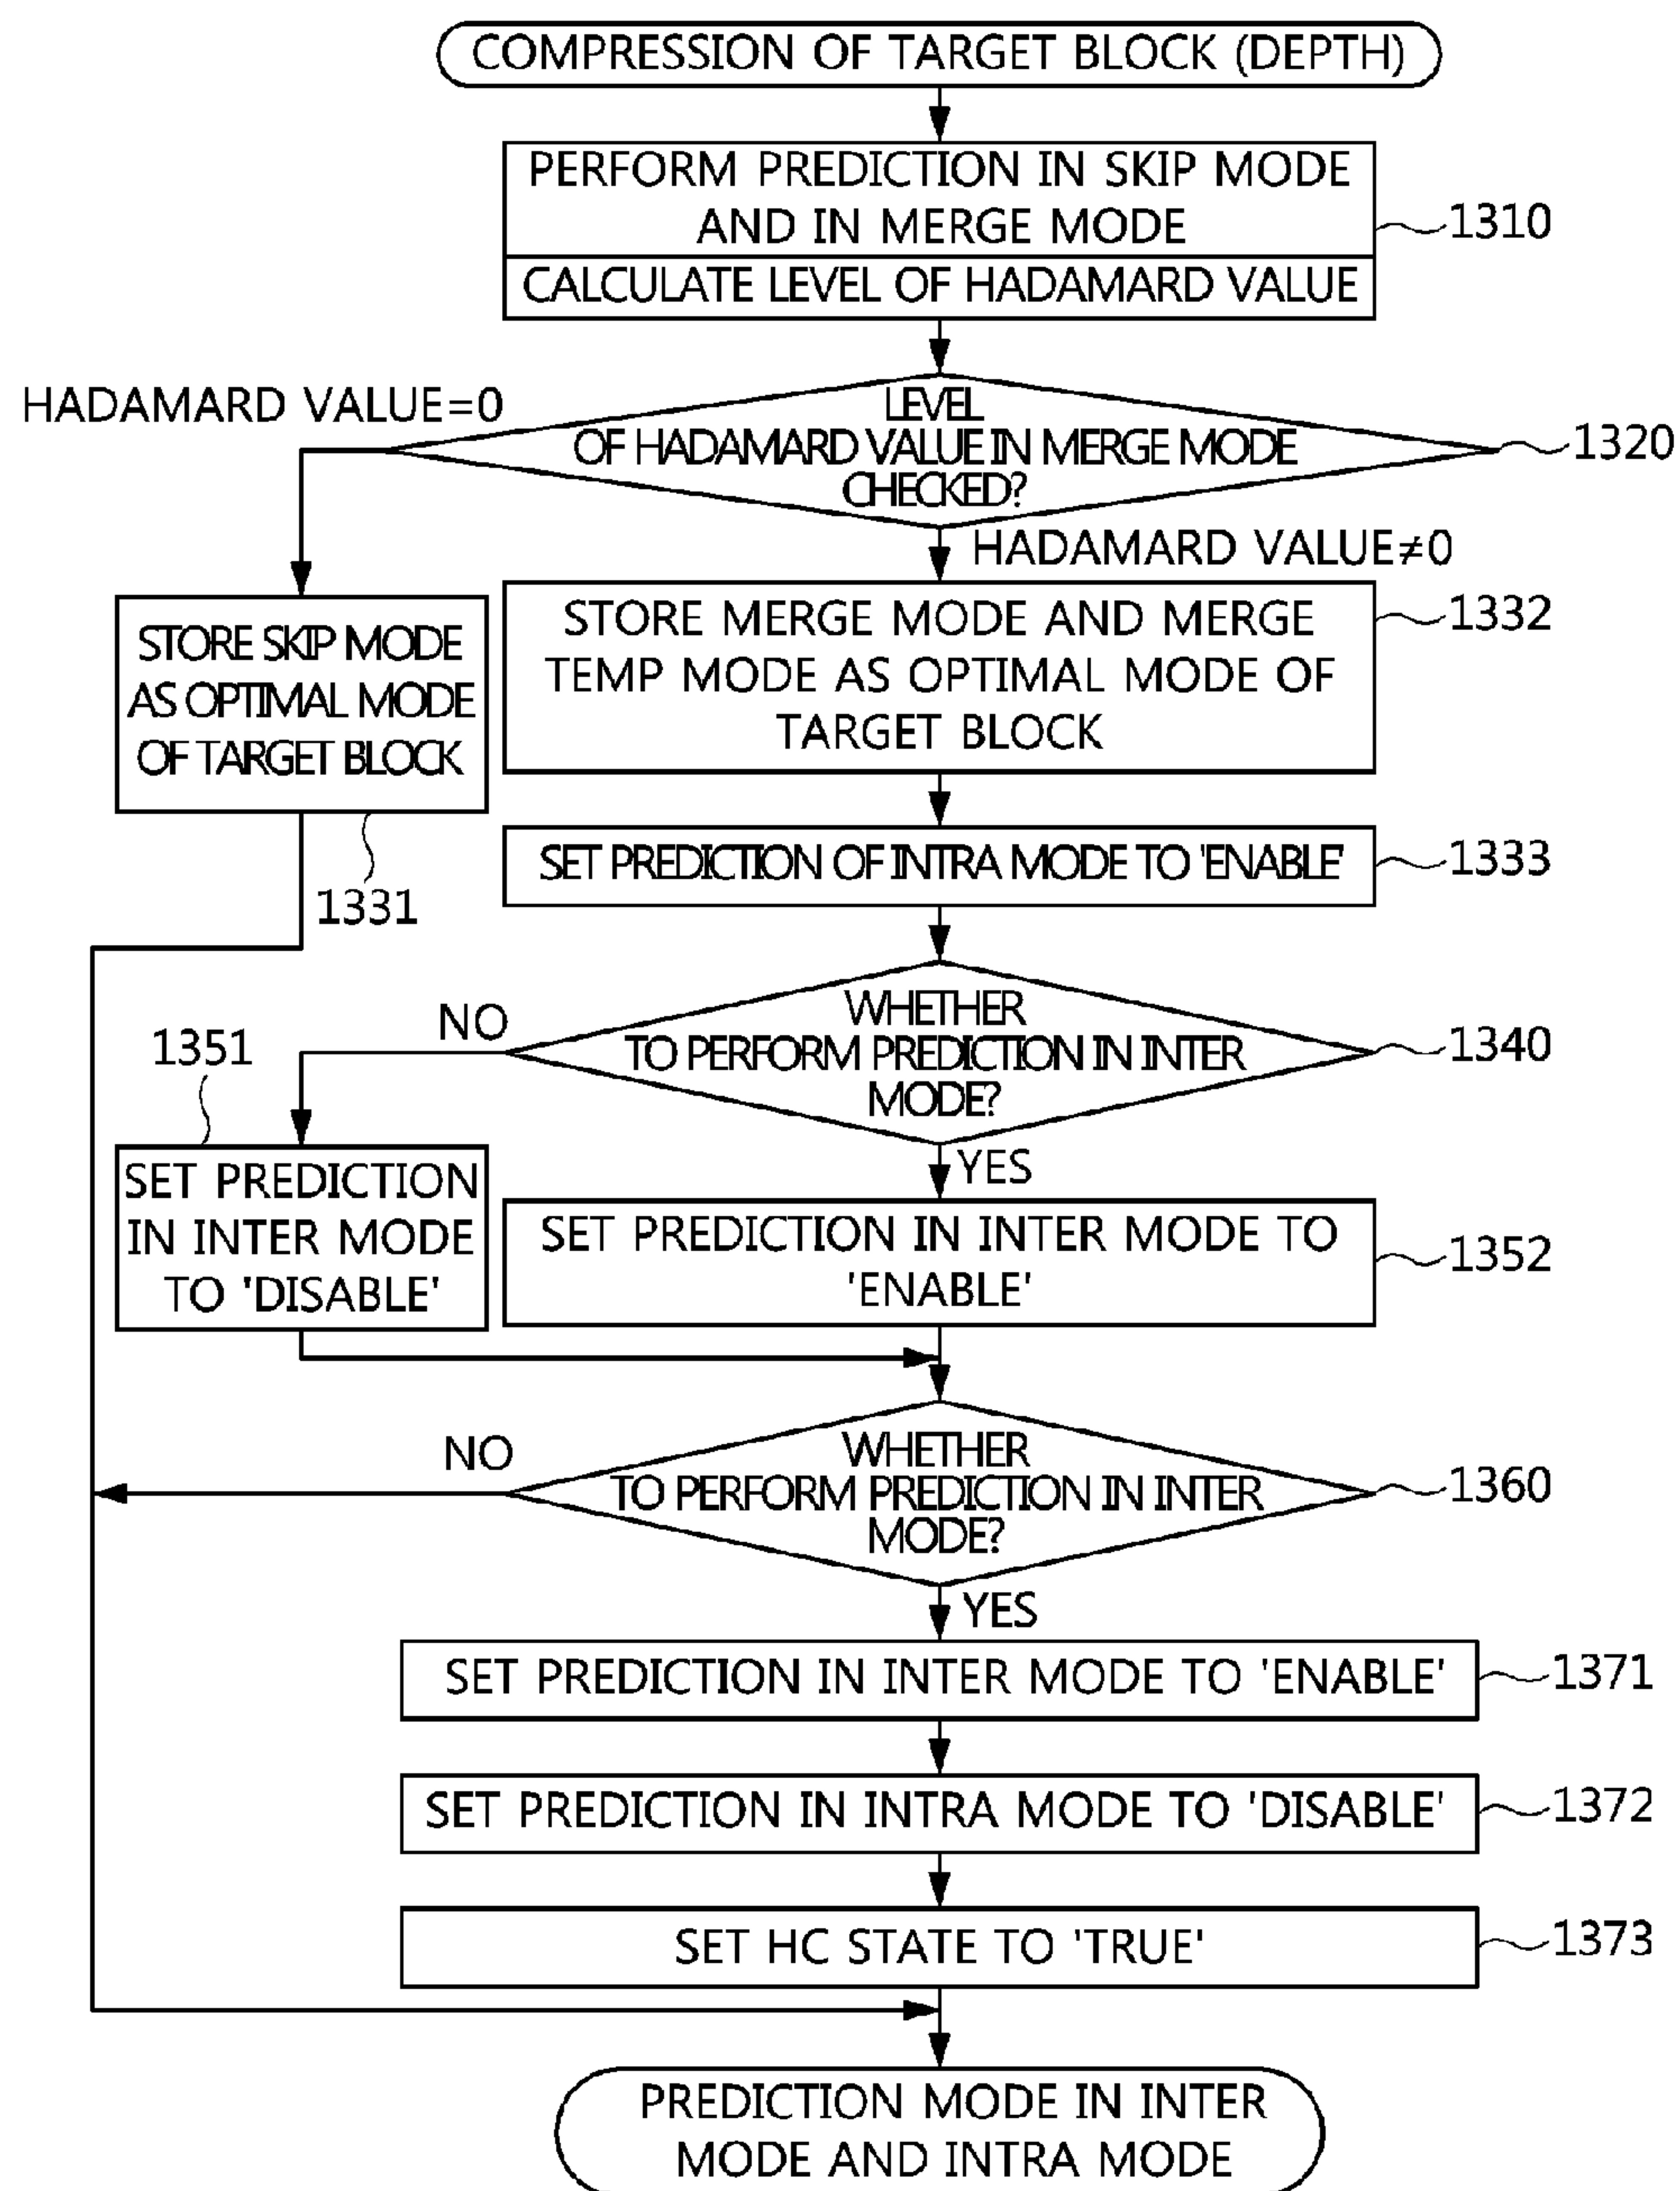 COMPRESSION OF TARGET BLOCK (DEPTH)
PERFORM PREDICTION IN SKIP MODE
AND IN MERGE MODE
1310
CALCULATE LEVEL OF HADAMARD VALUE
HADAMARD VALUE=0
LEVEL
OF HADAMARD VALUE IN MERGE MODE
CHECKED?
1320
HADAMARD VALUE≠0
STORE SKIP MODE
AS OPTIMAL MODE
OF TARGET BLOCK
1331
STORE MERGE MODE AND MERGE
TEMP MODE AS OPTIMAL MODE OF
TARGET BLOCK
1332
SET PREDICTION OF INTRA MODE TO 'ENABLE'
1333
NO
WHETHER
TO PERFORM PREDICTION IN INTER
MODE?
1340
1351
YES
SET PREDICTION
IN INTER MODE
TO 'DISABLE'
SET PREDICTION IN INTER MODE TO
'ENABLE'
1352
NO
WHETHER
TO PERFORM PREDICTION IN INTER
MODE?
1360
YES
SET PREDICTION IN INTER MODE TO 'ENABLE'
1371
SET PREDICTION IN INTRA MODE TO 'DISABLE'
1372
SET HC STATE TO 'TRUE'
1373
PREDICTION MODE IN INTER
MODE AND INTRA MODE